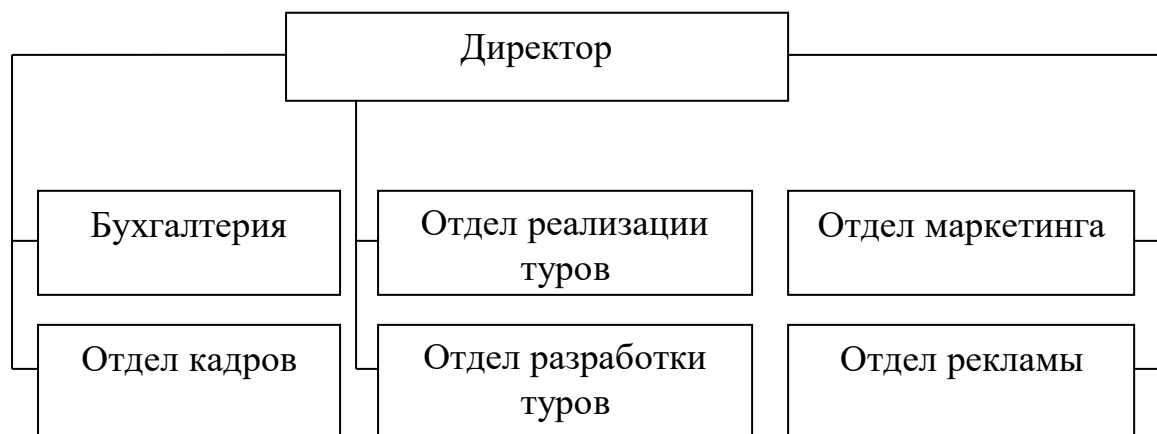 Директор
Бухгалтерия
Отдел реализации
туров
Отдел маркетинга
Отдел кадров
Отдел разработки
туров
Отдел рекламы